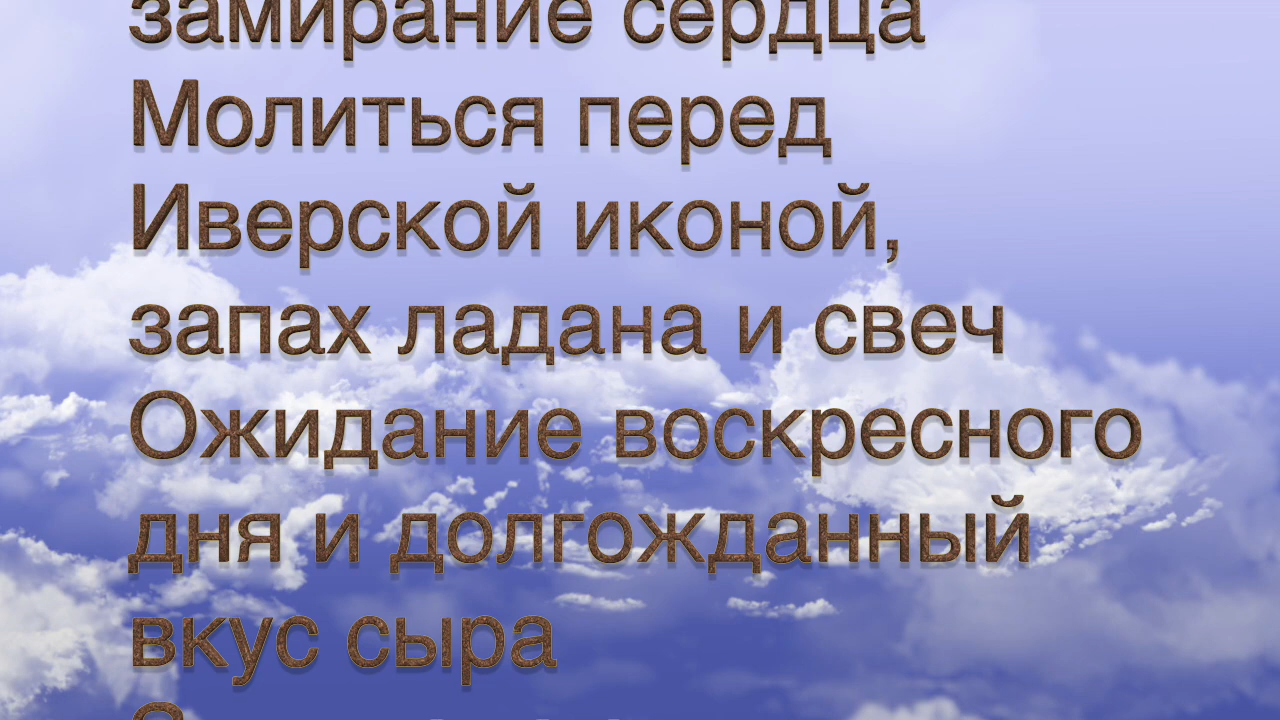 замирание сердца
Молиться перед
Иверской иконой,
запах ладана и свеч
Ожидание воскресного
дня и долгожданный
вкус сыра